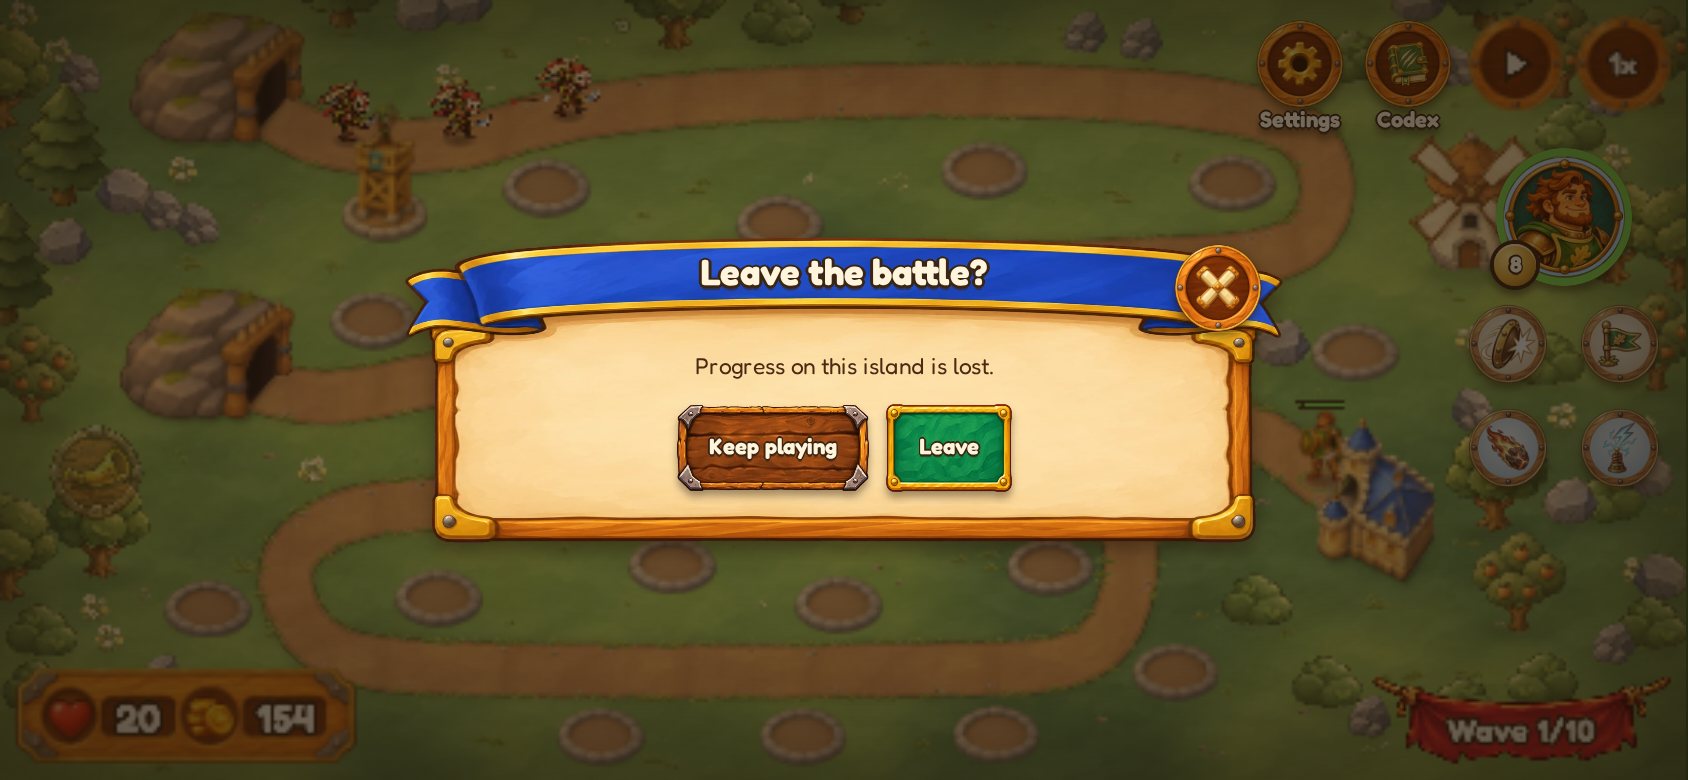 1x
Settings
Codex
8
Leave the battle?
Progress on this island is lost.
Keep playing
Leave
20
154
Wave 1/10